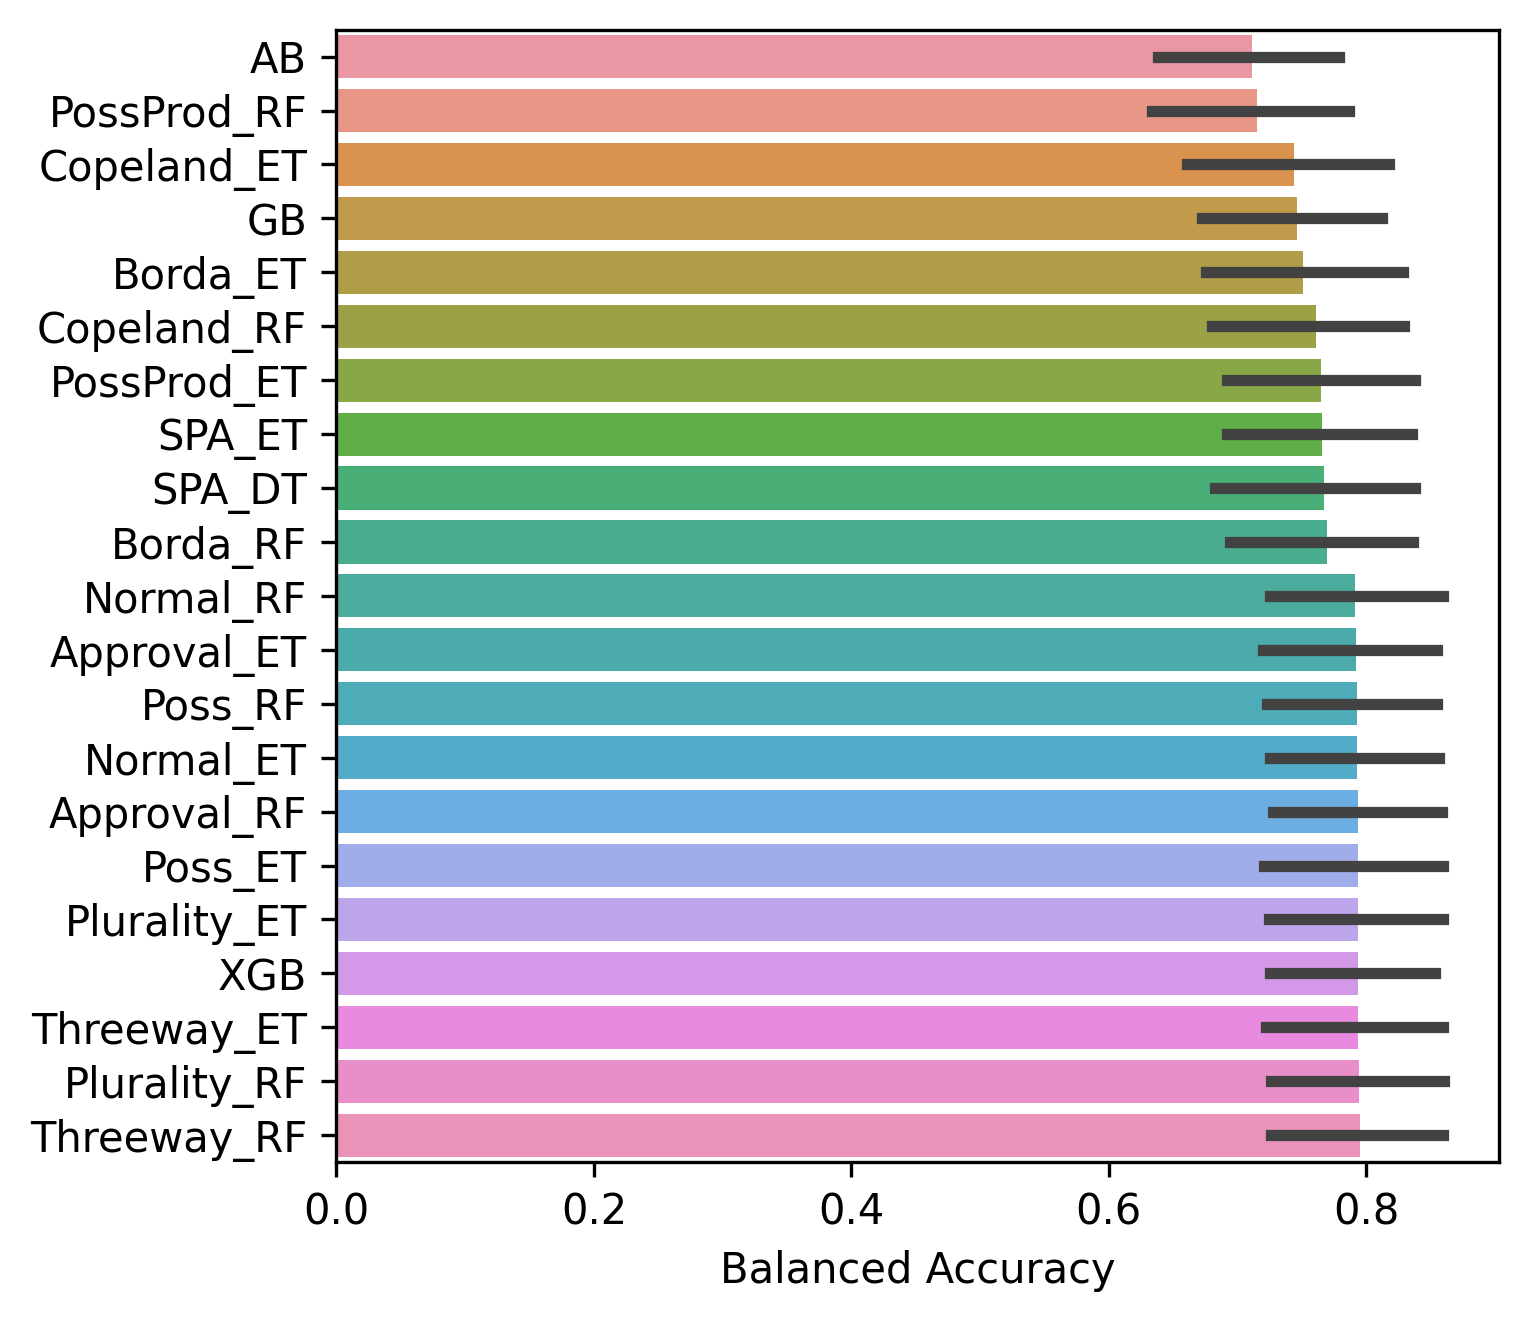 AB
PossProd_RF
Copeland_ET
GB
Borda_ET
Copeland_RF
PossProd_ET
SPA_ET
SPA_DT
Borda_RF
Normal_RF
Approval_ET
Poss_RF
Normal_ET
Approval_RF
Poss_ET
Plurality_ET
XGB
Threeway_ET
Plurality_RF
Threeway_RF
0.0 0.2 0.4 0.6 0.8
Balanced Accuracy